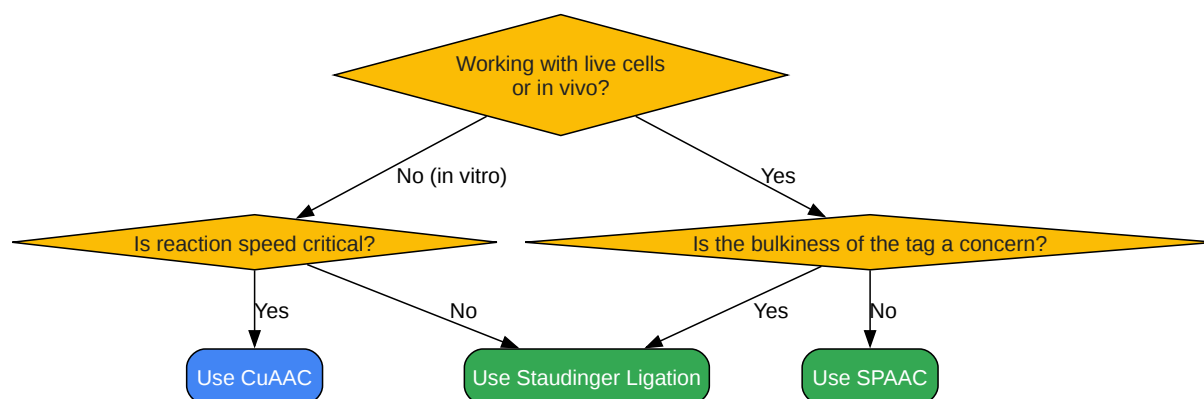 Working with live cells
or in vivo?
No (in vitro)
Yes
Is reaction speed critical?
Is the bulkiness of the tag a concern?
Yes
No
Yes
No
Use CuAAC
Use Staudinger Ligation
Use SPAAC